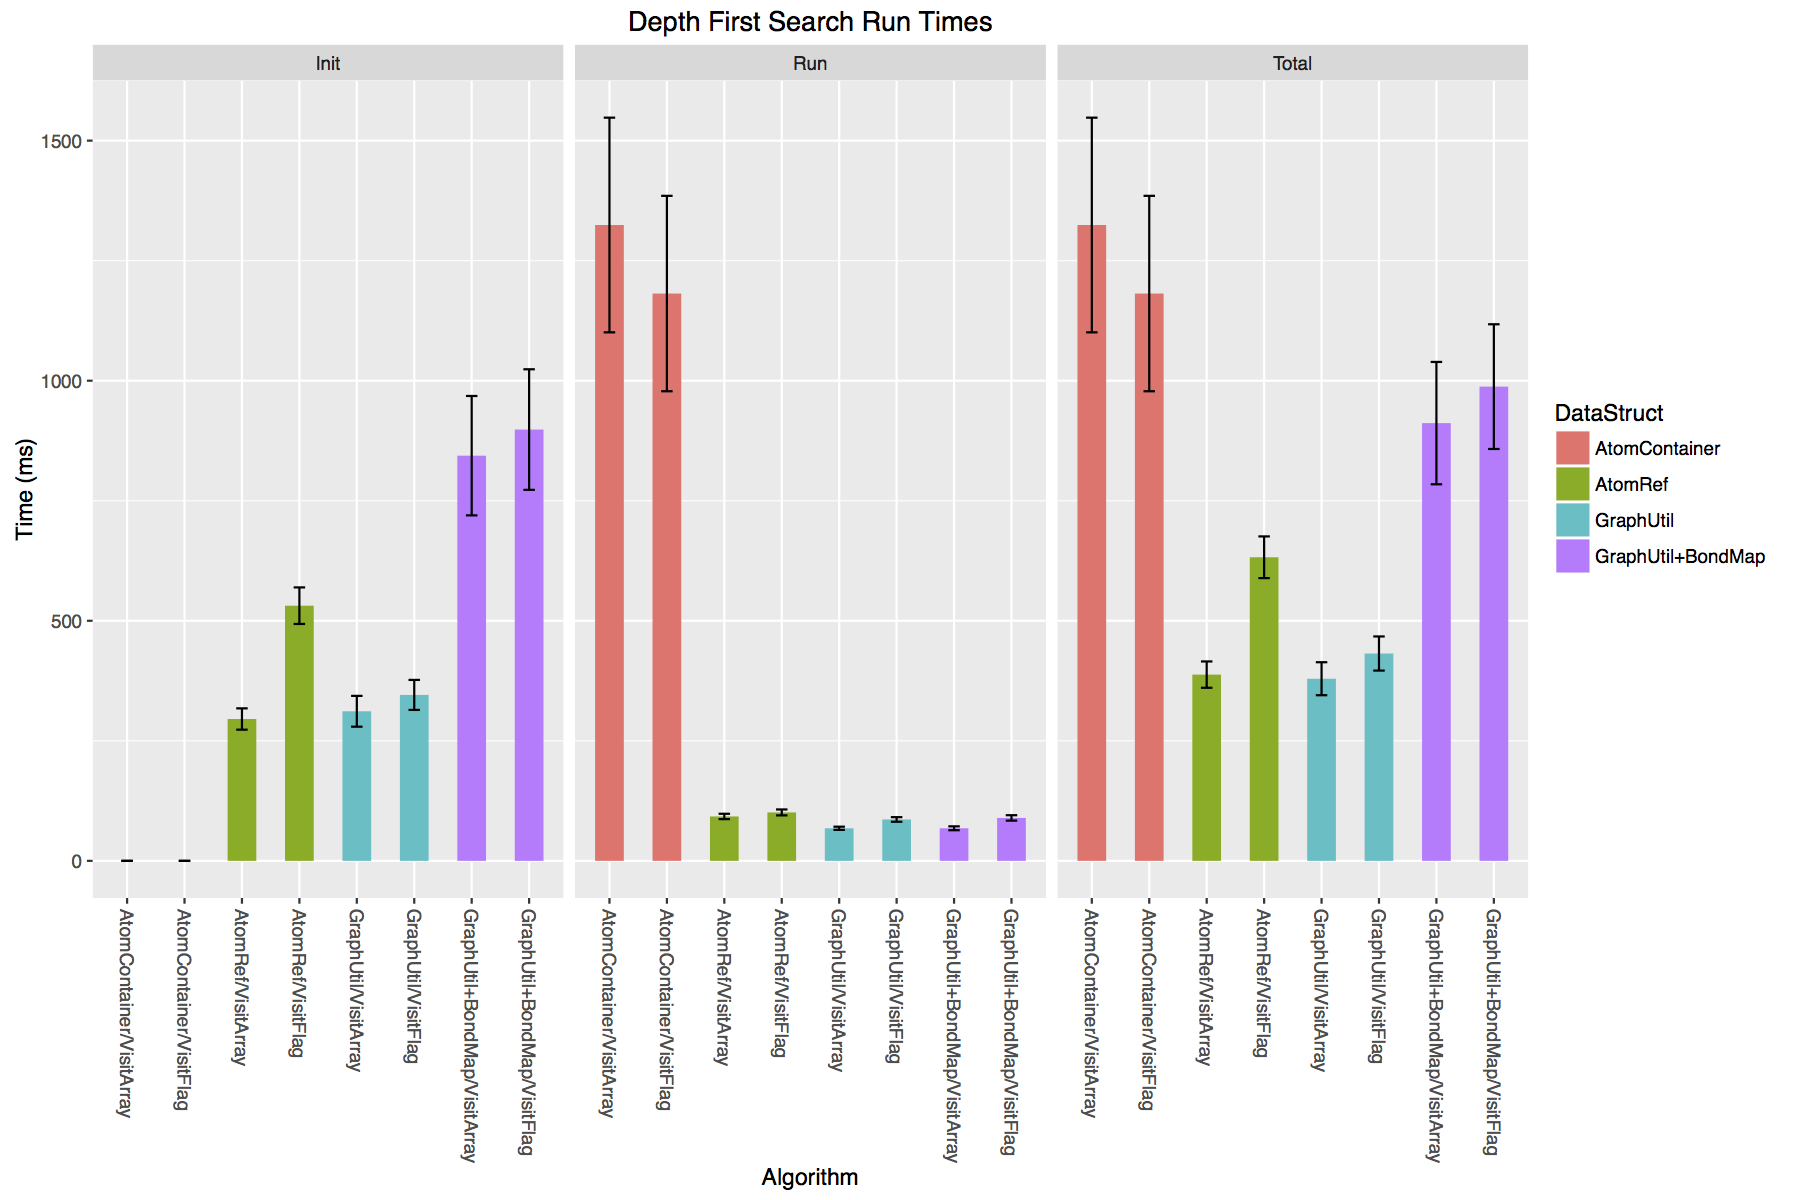 Depth First Search Run Times
Init
Run
Total
Time (ms)
1500
1000
500
0
AtomContainer/VisitArray
AtomContainer/VisitFlag
AtomRef/VisitArray
AtomRef/VisitFlag
GraphUtil/VisitArray
GraphUtil/VisitFlag
GraphUtil+BondMap/VisitArray
GraphUtil+BondMap/VisitFlag
AtomContainer/VisitArray
AtomContainer/VisitFlag
AtomRef/VisitArray
AtomRef/VisitFlag
GraphUtil/VisitArray
GraphUtil/VisitFlag
GraphUtil+BondMap/VisitArray
GraphUtil+BondMap/VisitFlag
AtomContainer/VisitArray
AtomContainer/VisitFlag
AtomRef/VisitArray
AtomRef/VisitFlag
GraphUtil/VisitArray
GraphUtil/VisitFlag
GraphUtil+BondMap/VisitArray
GraphUtil+BondMap/VisitFlag
Algorithm
DataStruct
AtomContainer
AtomRef
GraphUtil
GraphUtil+BondMap